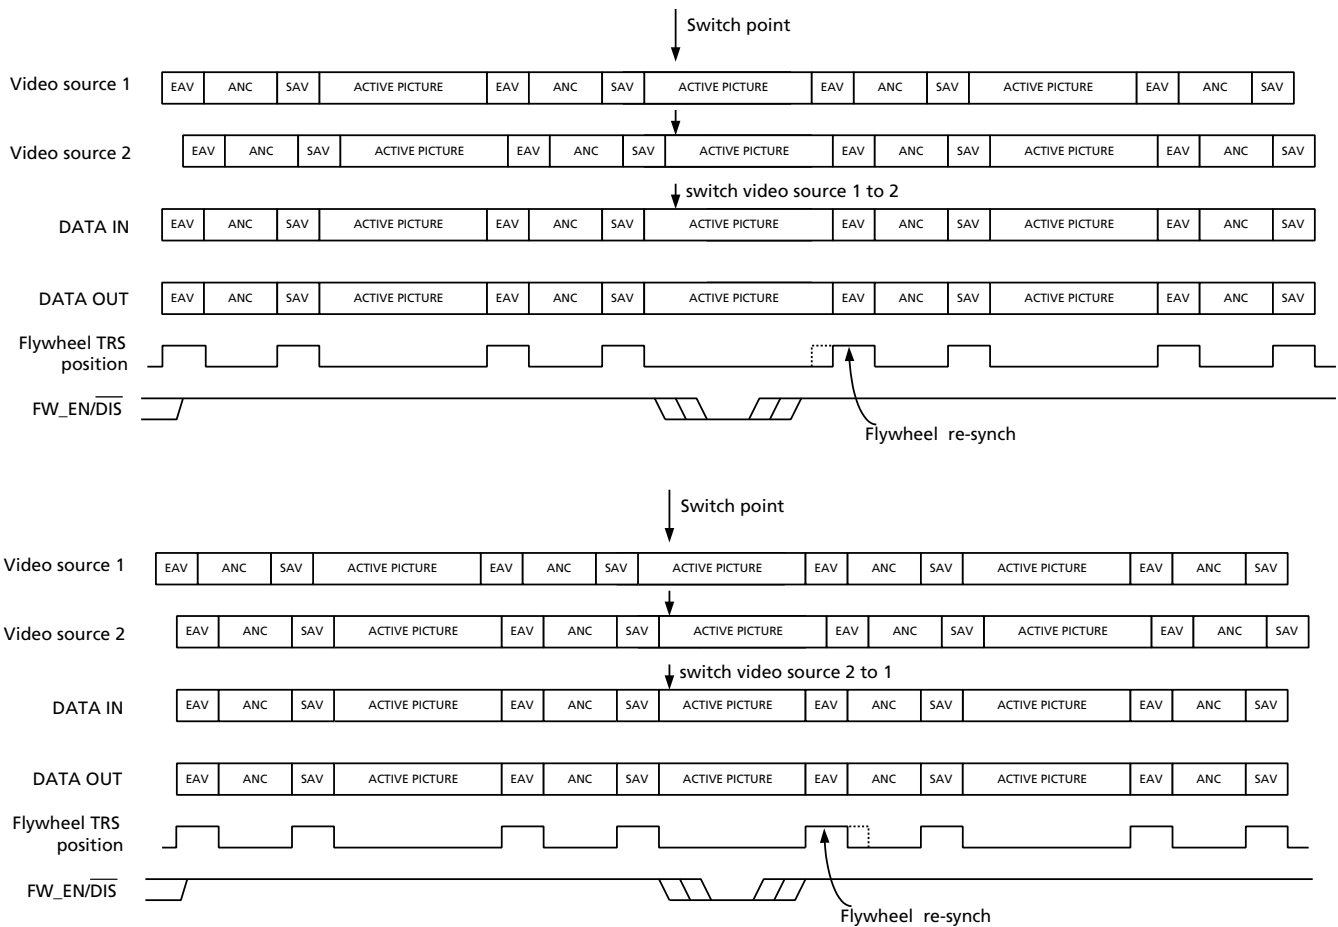 Switch point
Video source 1 EAV ANC SAV ACTIVE PICTURE EAV ANC SAV ACTIVE PICTURE EAV ANC SAV ACTIVE PICTURE EAV ANC SAV
Video source 2 EAV ANC SAV ACTIVE PICTURE EAV ANC SAV ACTIVE PICTURE EAV ANC SAV ACTIVE PICTURE EAV ANC SAV
switch video source 1 to 2
DATA IN EAV ANC SAV ACTIVE PICTURE EAV ANC SAV ACTIVE PICTURE EAV ANC SAV ACTIVE PICTURE EAV ANC SAV
DATA OUT EAV ANC SAV ACTIVE PICTURE EAV ANC SAV ACTIVE PICTURE EAV ANC SAV ACTIVE PICTURE EAV ANC SAV
Flywheel TRS
position
FW_EN/DIS
Flywheel re-synch
Switch point
Video source 1 EAV ANC SAV ACTIVE PICTURE EAV ANC SAV ACTIVE PICTURE EAV ANC SAV ACTIVE PICTURE EAV ANC SAV
Video source 2 EAV ANC SAV ACTIVE PICTURE EAV ANC SAV ACTIVE PICTURE EAV ANC SAV ACTIVE PICTURE EAV ANC SAV
switch video source 2 to 1
DATA IN EAV ANC SAV ACTIVE PICTURE EAV ANC SAV ACTIVE PICTURE EAV ANC SAV ACTIVE PICTURE EAV ANC SAV
DATA OUT EAV ANC SAV ACTIVE PICTURE EAV ANC SAV ACTIVE PICTURE EAV ANC SAV ACTIVE PICTURE EAV ANC SAV
Flywheel TRS
position
FW_EN/DIS
Flywheel re-synch